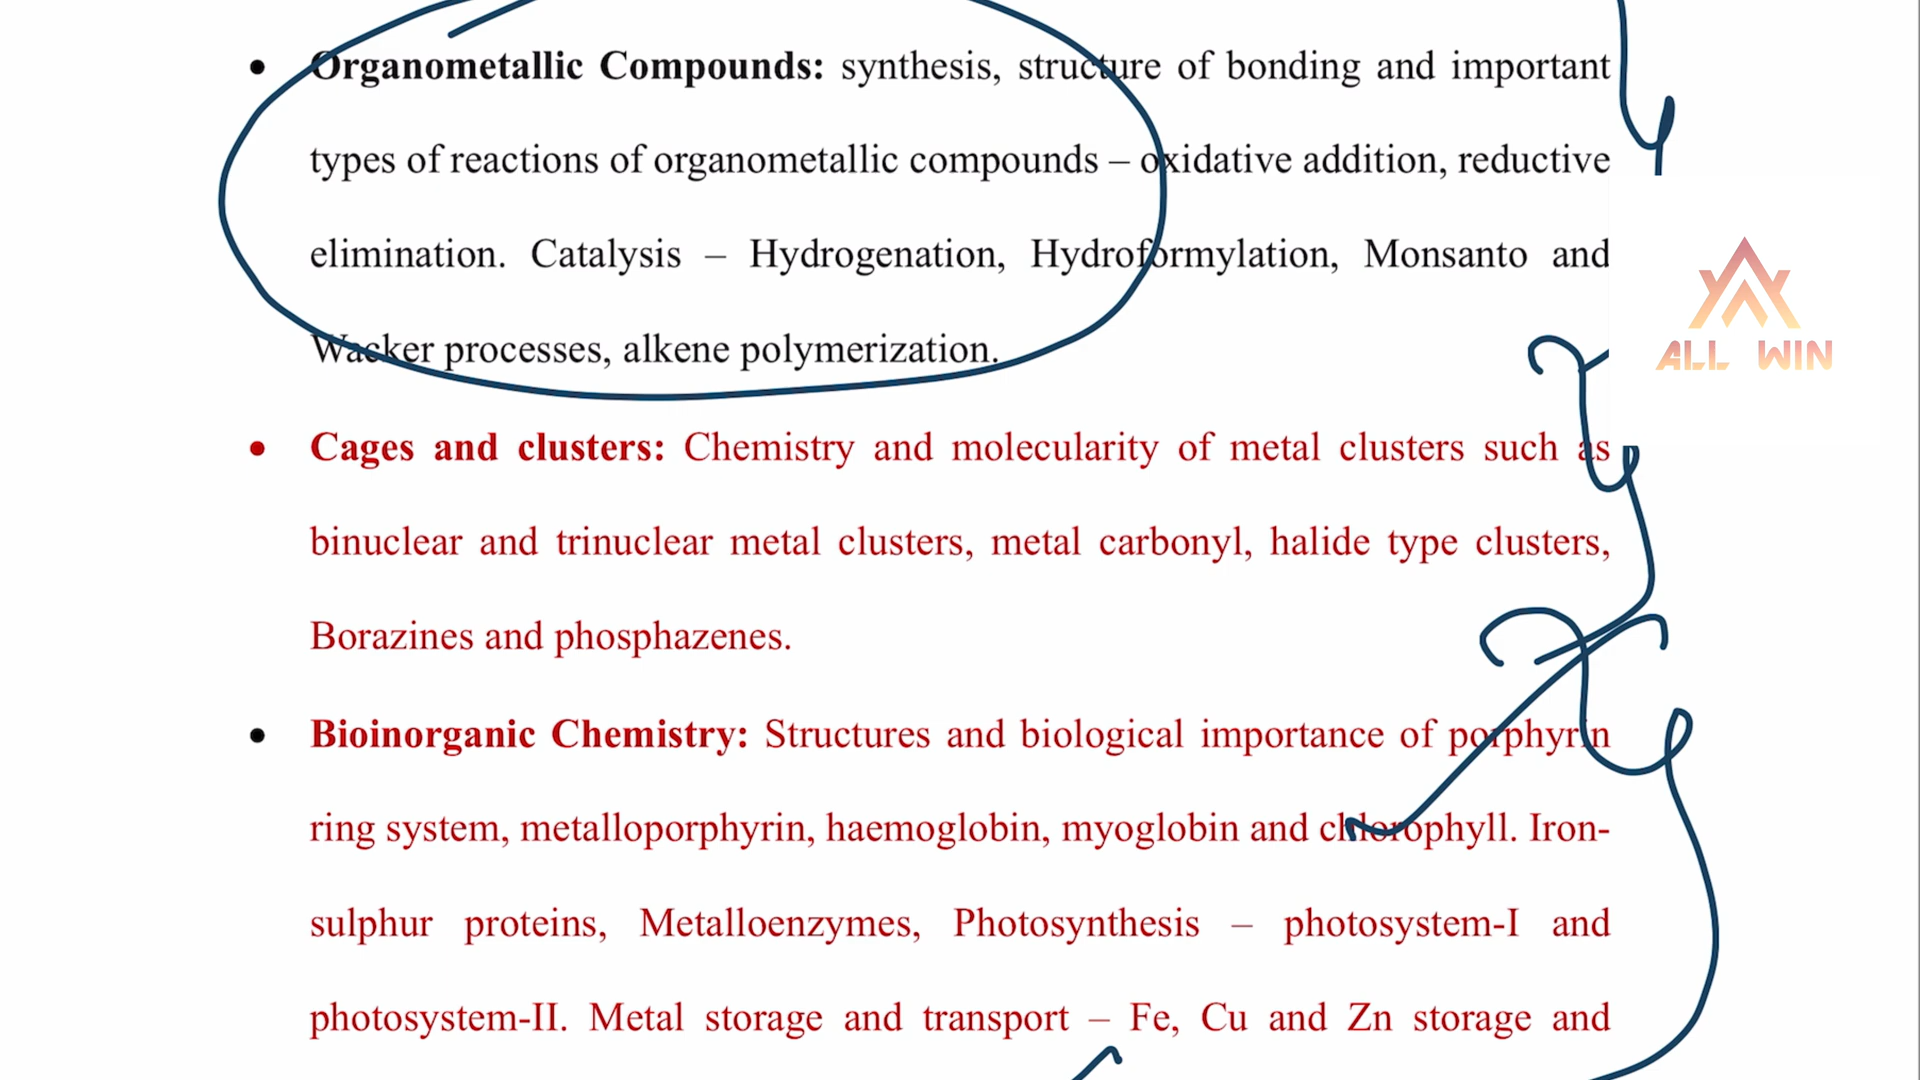 • Organometallic Compounds: synthesis, structure of bonding and important
types of reactions of organometallic compounds – oxidative addition, reductive
elimination. Catalysis – Hydrogenation, Hydroformylation, Monsanto and
Wacker processes, alkene polymerization.
ALL WIN
• Cages and clusters: Chemistry and molecularity of metal clusters such as
binuclear and trinuclear metal clusters, metal carbonyl, halide type clusters,
Borazines and phosphazenes.
• Bioinorganic Chemistry: Structures and biological importance of porphyrin
ring system, metalloporphyrin, haemoglobin, myoglobin and chlorophyll. Iron-
sulphur proteins, Metalloenzymes, Photosynthesis – photosystem-I and
photosystem-II. Metal storage and transport – Fe, Cu and Zn storage and